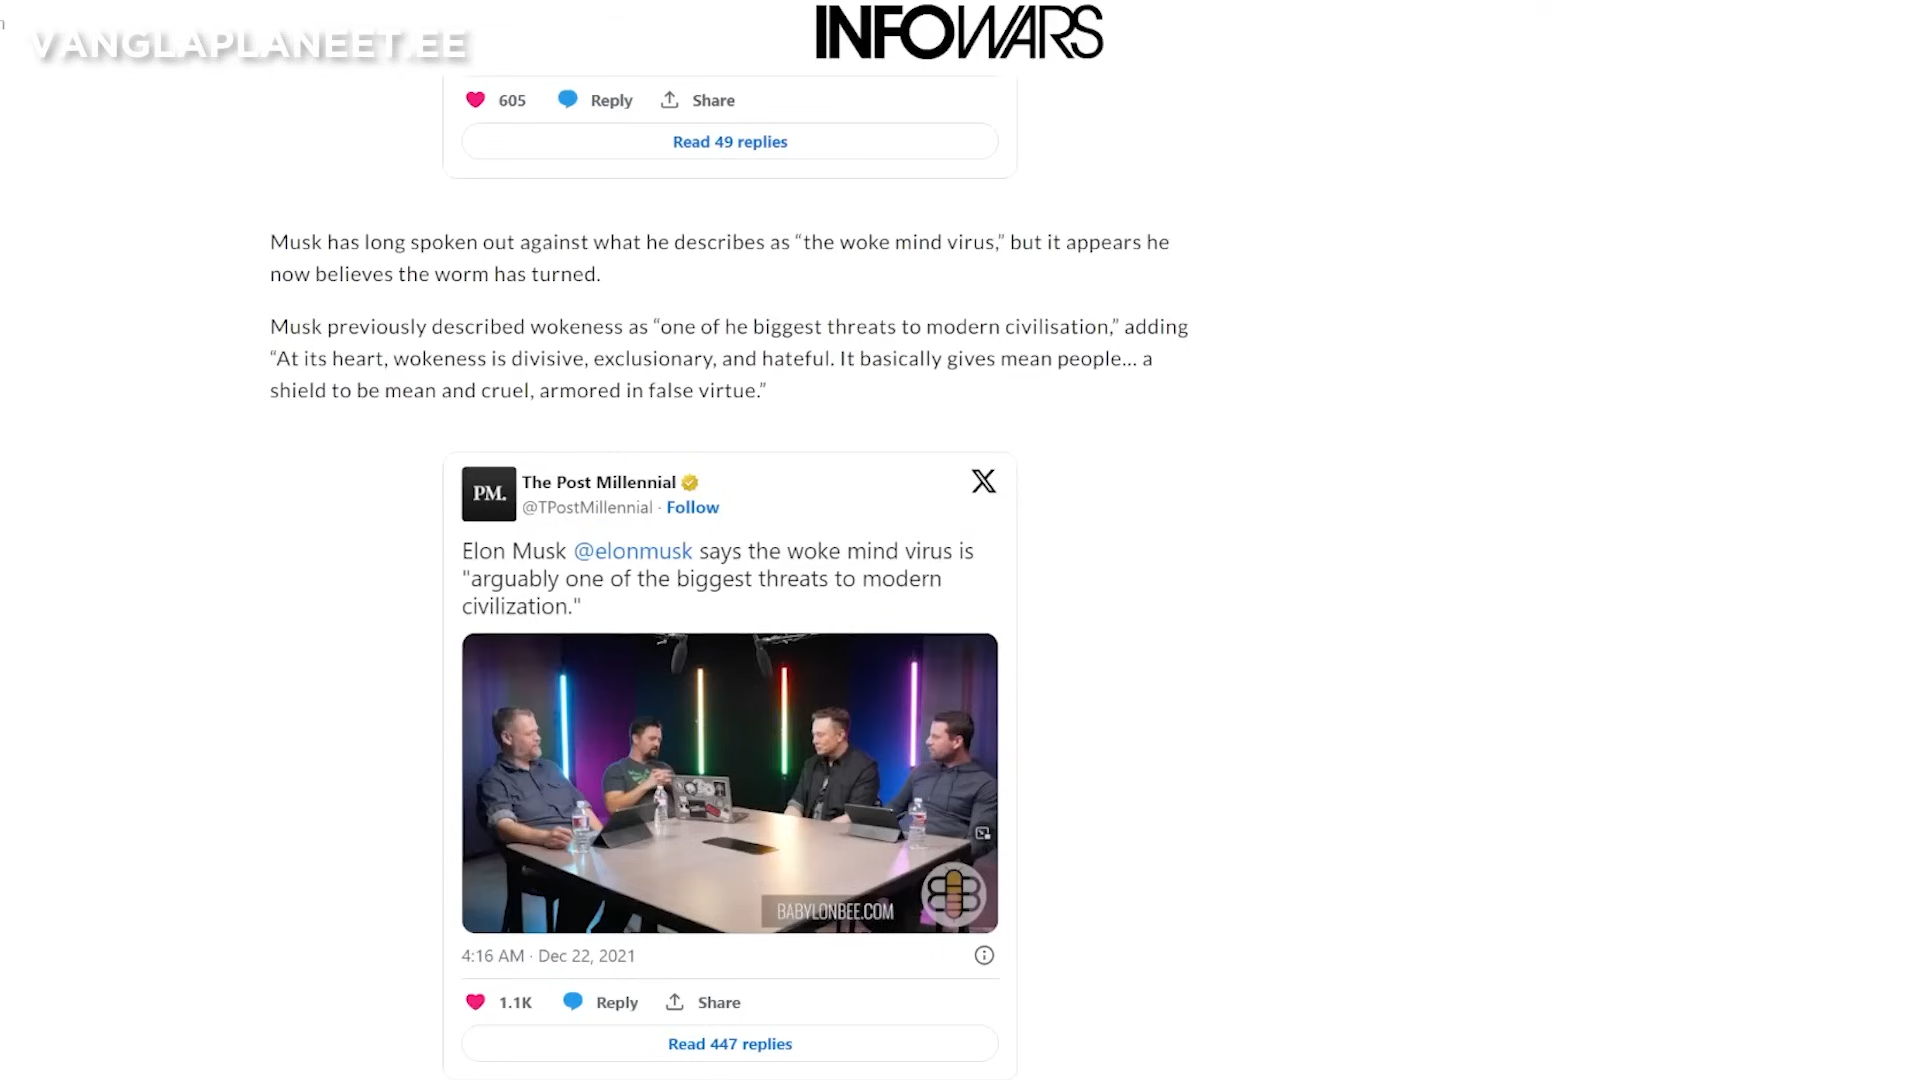 VANGLAPLANEET.EE
INFOWARS
605 Reply Share
Read 49 replies
Musk has long spoken out against what he describes as “the woke mind virus,” but it appears he
now believes the worm has turned.
Musk previously described wokeness as “one of he biggest threats to modern civilisation,” adding
“At its heart, wokeness is divisive, exclusionary, and hateful. It basically gives mean people… a
shield to be mean and cruel, armored in false virtue.”
PM.
The Post Millennial
@TPostMillennial · Follow
Elon Musk @elonmusk says the woke mind virus is
"arguably one of the biggest threats to modern
civilization."
BABYLONBEE.COM
4:16 AM · Dec 22, 2021
1.1K Reply Share
Read 447 replies